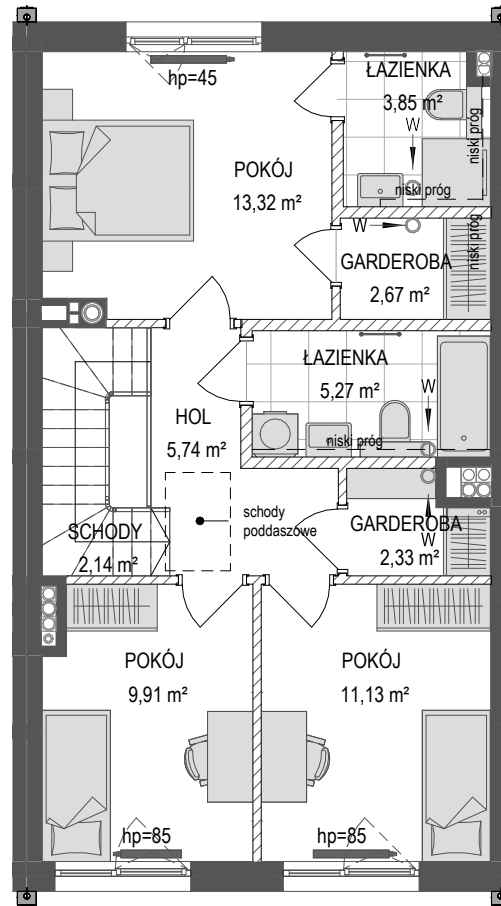 hp=45
ŁAZIENKA
3,85 m²
W
niski próg
niski próg
POKÓJ
13,32 m²
W
niski próg
GARDEROBA
2,67 m²
ŁAZIENKA
5,27 m²
W
niski próg
HOL
5,74 m²
schody
poddaszowe
SCHODY
2,14 m²
GARDEROBA
W
2,33 m²
POKÓJ
9,91 m²
POKÓJ
11,13 m²
hp=85
hp=85